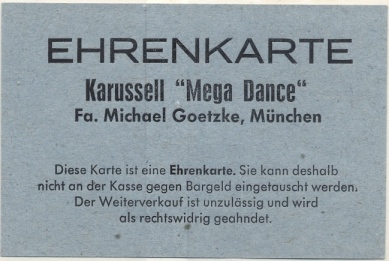 EHRENKARTE
Karussell "Mega Dance"
Fa. Michael Goetzke, München
Diese Karte ist eine Ehrenkarte. Sie kann deshalb
nicht an der Kasse gegen Bargeld eingetauscht werden.
Der Weiterverkauf ist unzulässig und wird
als rechtswidrig geahndet.